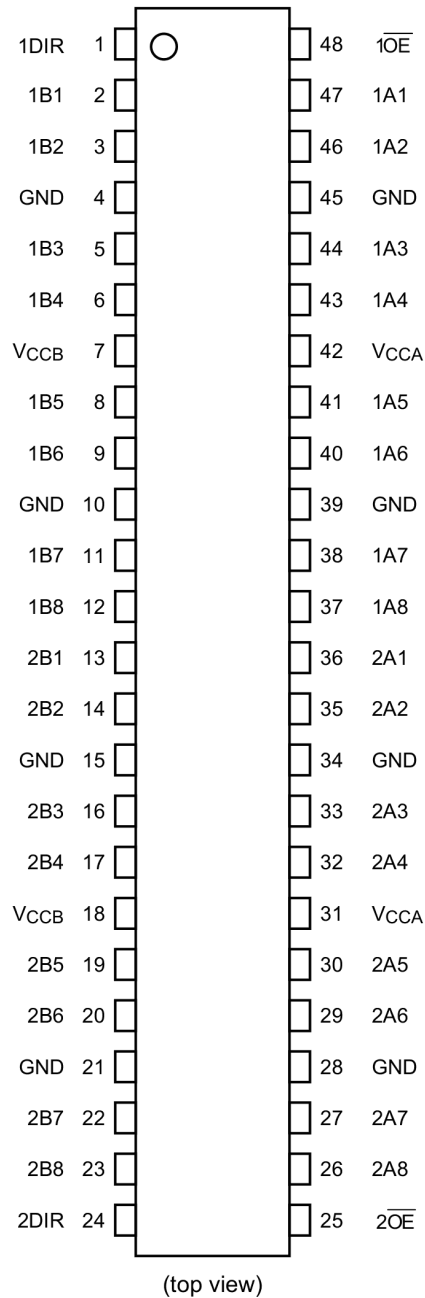 1DIR 1 48 1O̅E̅
1B1 2 47 1A1
1B2 3 46 1A2
GND 4 45 GND
1B3 5 44 1A3
1B4 6 43 1A4
VCCB 7 42 VCCA
1B5 8 41 1A5
1B6 9 40 1A6
GND 10 39 GND
1B7 11 38 1A7
1B8 12 37 1A8
2B1 13 36 2A1
2B2 14 35 2A2
GND 15 34 GND
2B3 16 33 2A3
2B4 17 32 2A4
VCCB 18 31 VCCA
2B5 19 30 2A5
2B6 20 29 2A6
GND 21 28 GND
2B7 22 27 2A7
2B8 23 26 2A8
2DIR 24 25 2O̅E̅
(top view)